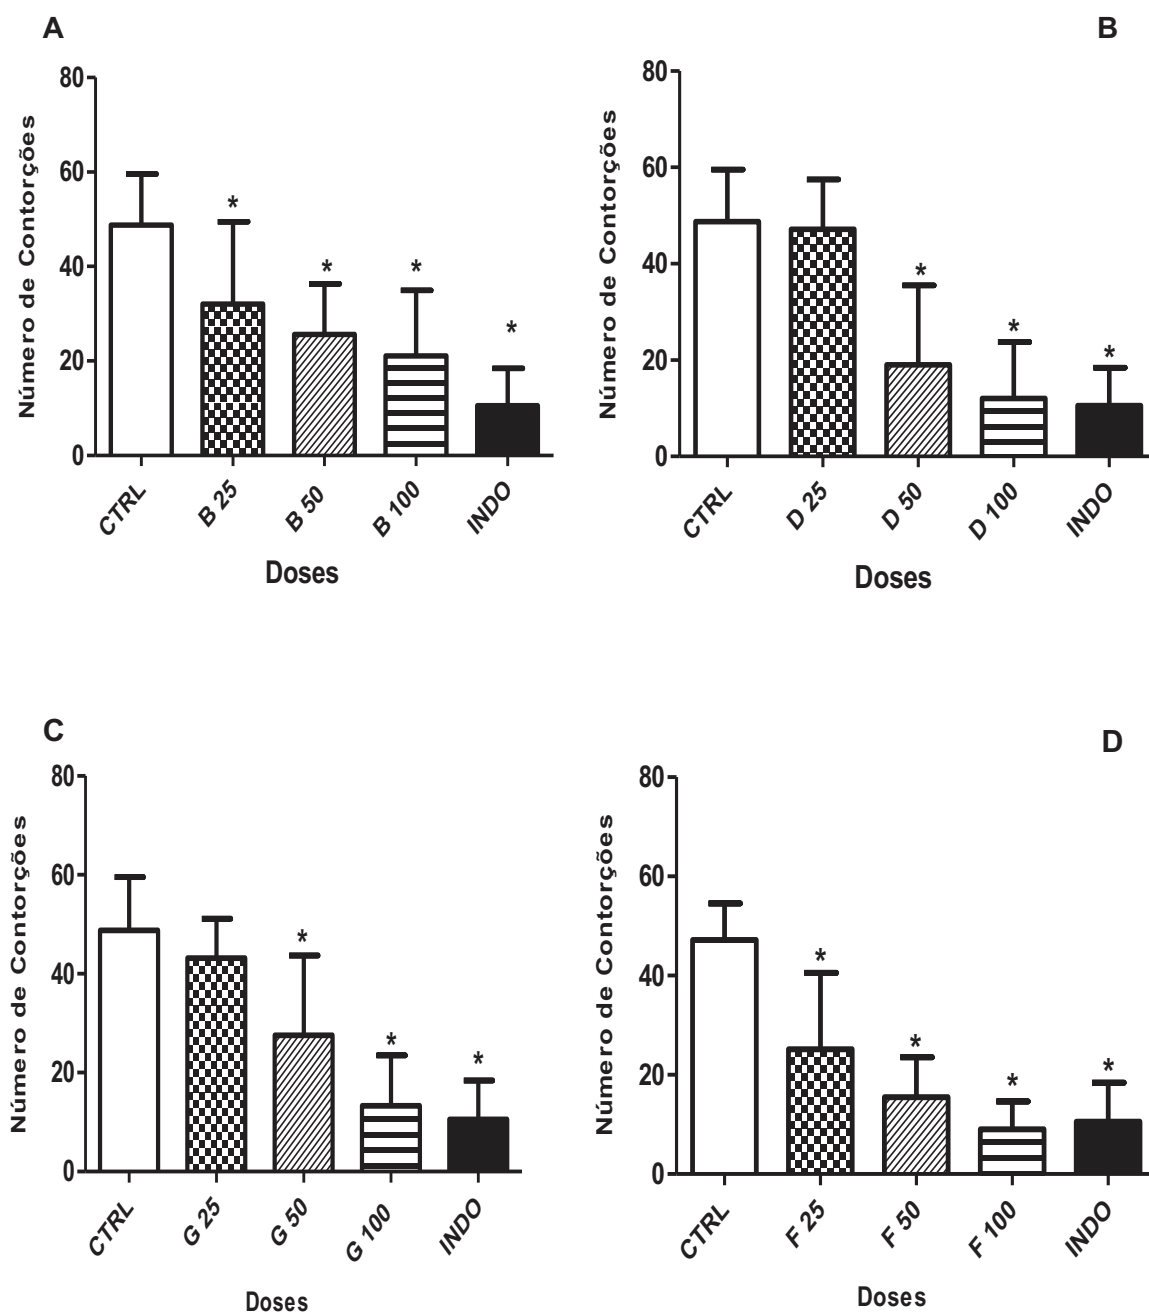 A
Número de Contorções
80
60
40
20
0
*
*
*
*
CTRL
B 25
B 50
B 100
INDO
Doses
B
Número de Contorções
80
60
40
20
0
*
*
*
CTRL
D 25
D 50
D 100
INDO
Doses
C
Número de Contorções
80
60
40
20
0
*
*
*
CTRL
G 25
G 50
G 100
INDO
Doses
D
Número de Contorções
80
60
40
20
0
*
*
*
*
CTRL
F 25
F 50
F 100
INDO
Doses